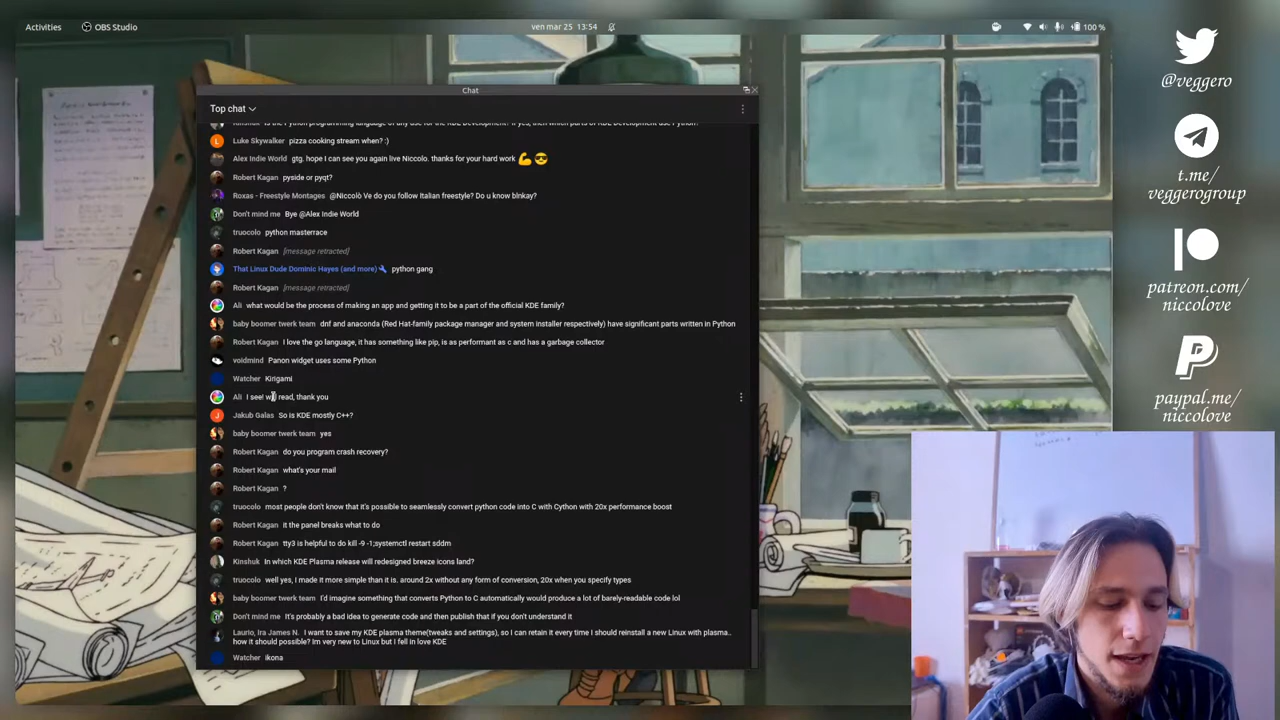 Activities
OBS Studio
ven mar 25 13:54
100 %
Chat
Top chat
Luke Skywalker pizza cooking stream when? :)
Alex Indie World gtg. hope I can see you again live Niccolo. thanks for your hard work 💪😎
Robert Kagan pyside or pyqt?
Roxas - Freestyle Montages @Niccolò Ve do you follow Italian freestyle? Do u know blnkay?
Don't mind me Bye @Alex Indie World
truocolo python masterrace
Robert Kagan [message retracted]
That Linux Dude Dominic Hayes (and more) python gang
Robert Kagan [message retracted]
Ali what would be the process of making an app and getting it to be a part of the official KDE family?
baby boomer twerk team dnf and anaconda (Red Hat-family package manager and system installer respectively) have significant parts written in Python
Robert Kagan I love the go language, it has something like pip, is as performant as c and has a garbage collector
voidmind Panon widget uses some Python
Watcher Kirigami
Ali I see! will read, thank you
Jakub Galas So is KDE mostly C++?
baby boomer twerk team yes
Robert Kagan do you program crash recovery?
Robert Kagan what's your mail
Robert Kagan ?
truocolo most people don't know that it's possible to seamlessly convert python code into C with Cython with 20x performance boost
Robert Kagan it the panel breaks what to do
Robert Kagan tty3 is helpful to do kill -9 -1;systemctl restart sddm
Kinshuk In which KDE Plasma release will redesigned breeze icons land?
truocolo well yes, I made it more simple than it is. around 2x without any form of conversion, 20x when you specify types
baby boomer twerk team I'd imagine something that converts Python to C automatically would produce a lot of barely-readable code lol
Don't mind me It's probably a bad idea to generate code and then publish that if you don't understand it
Laurio, Ira James N. I want to save my KDE plasma theme(tweaks and settings), so I can retain it every time I should reinstall a new Linux with plasma..
how it should possible? Im very new to Linux but I fell in love KDE
Watcher ikona
@veggero
t.me/
veggerogroup
patreon.com/
niccolove
paypal.me/
niccolove